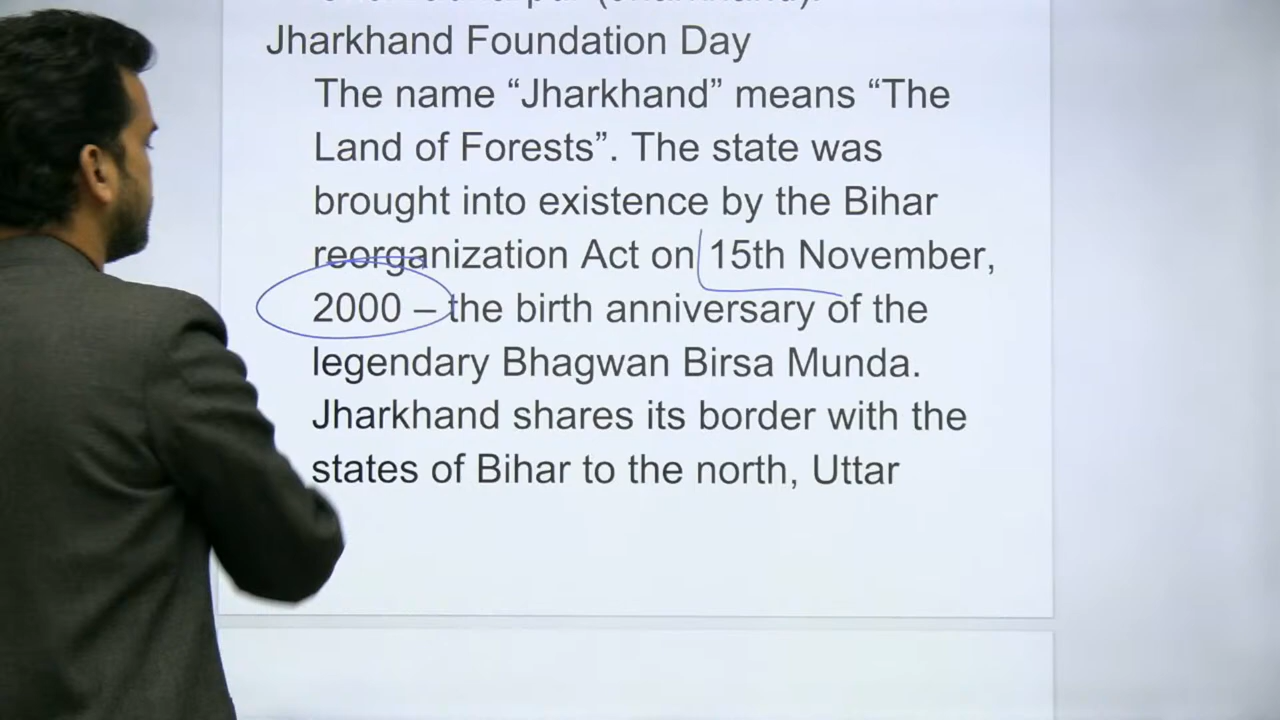 Jharkhand Foundation Day
The name “Jharkhand” means “The
Land of Forests”. The state was
brought into existence by the Bihar
reorganization Act on 15th November,
2000 – the birth anniversary of the
legendary Bhagwan Birsa Munda.
Jharkhand shares its border with the
states of Bihar to the north, Uttar